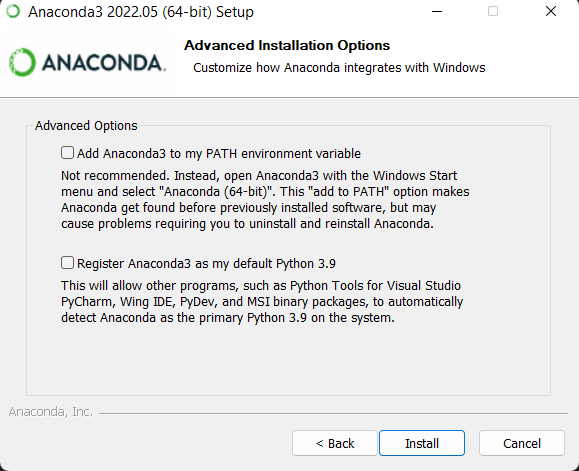 Anaconda3 2022.05 (64-bit) Setup
Advanced Installation Options
Customize how Anaconda integrates with Windows
ANACONDA.
Advanced Options
Add Anaconda3 to my PATH environment variable
Not recommended. Instead, open Anaconda3 with the Windows Start
menu and select "Anaconda (64-bit)". This "add to PATH" option makes
Anaconda get found before previously installed software, but may
cause problems requiring you to uninstall and reinstall Anaconda.
Register Anaconda3 as my default Python 3.9
This will allow other programs, such as Python Tools for Visual Studio
PyCharm, Wing IDE, PyDev, and MSI binary packages, to automatically
detect Anaconda as the primary Python 3.9 on the system.
Anaconda, Inc.
< Back
Install
Cancel